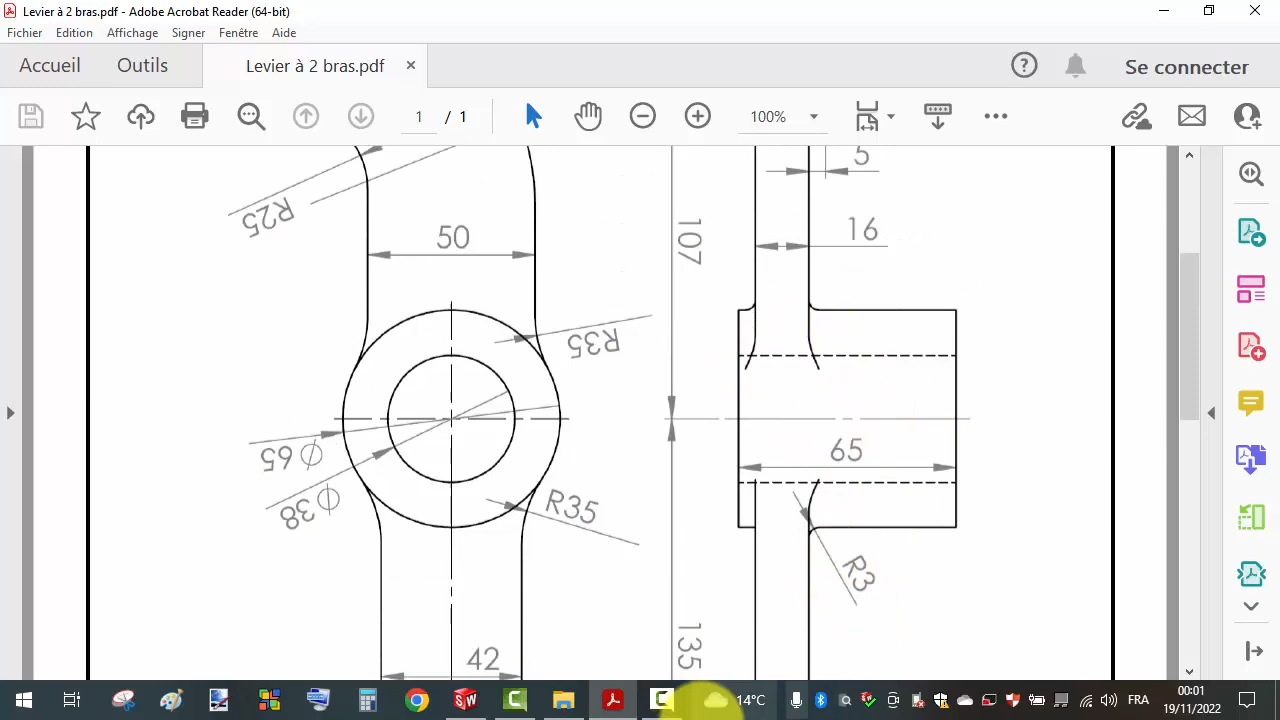 Levier à 2 bras.pdf - Adobe Acrobat Reader (64-bit)
Fichier Edition Affichage Signer Fenêtre Aide
Accueil Outils Levier à 2 bras.pdf × Se connecter
1 / 1 100%
5
R25
50
107
16
R35
65
Ø 65
Ø 38
R35
R3
135
42
14°C FRA
00:01
19/11/2022